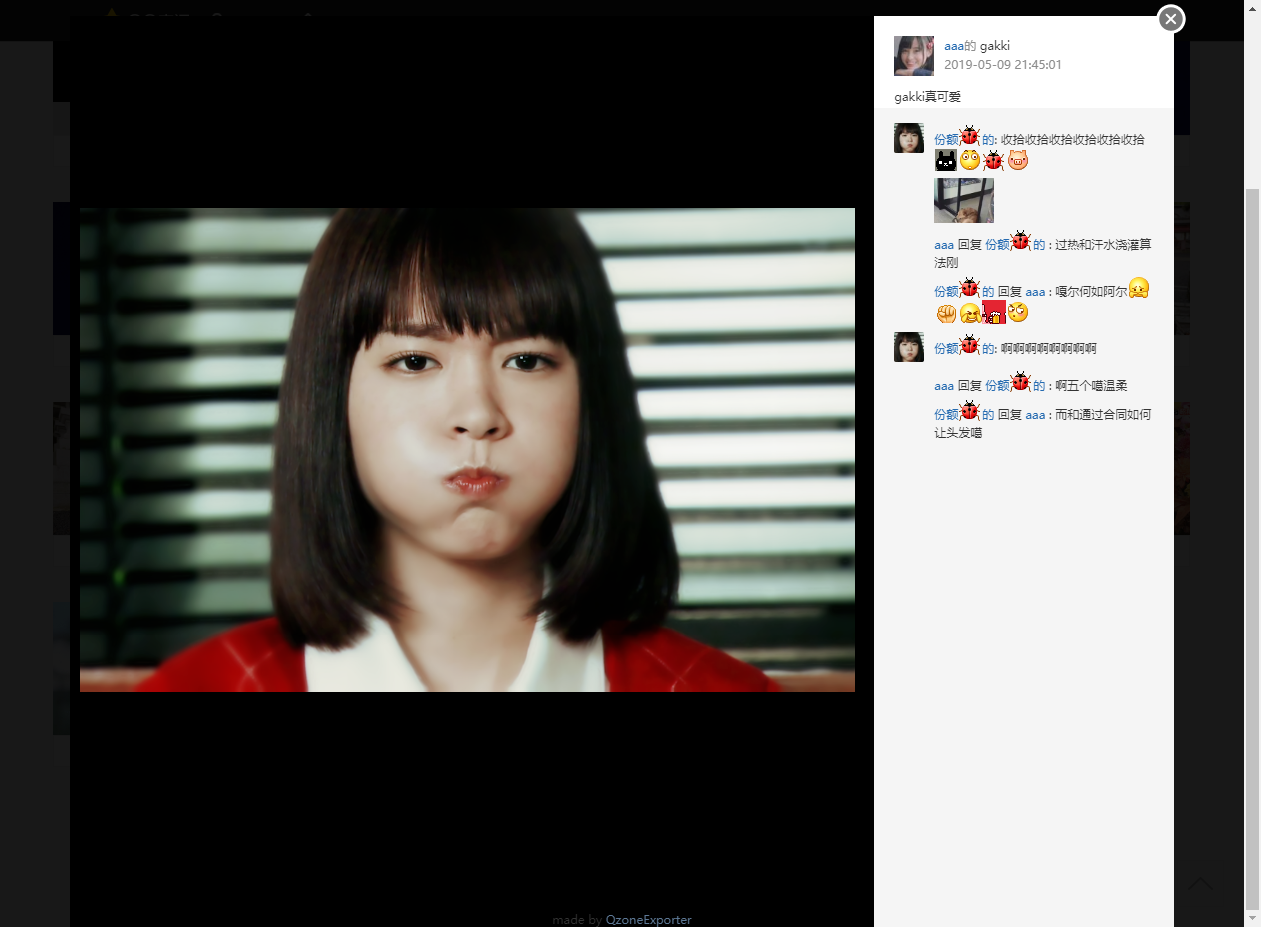 aaa的 gakki
2019-05-09 21:45:01
gakki真可爱
份额的: 收拾收拾收拾收拾收拾收拾
aaa 回复 份额的 : 过热和汗水浇灌算
法刚
份额的 回复 aaa : 嘎尔何如阿尔
份额的: 啊啊啊啊啊啊啊啊
aaa 回复 份额的 : 啊五个喵温柔
份额的 回复 aaa : 而和通过合同如何
让头发喵
made by QzoneExporter